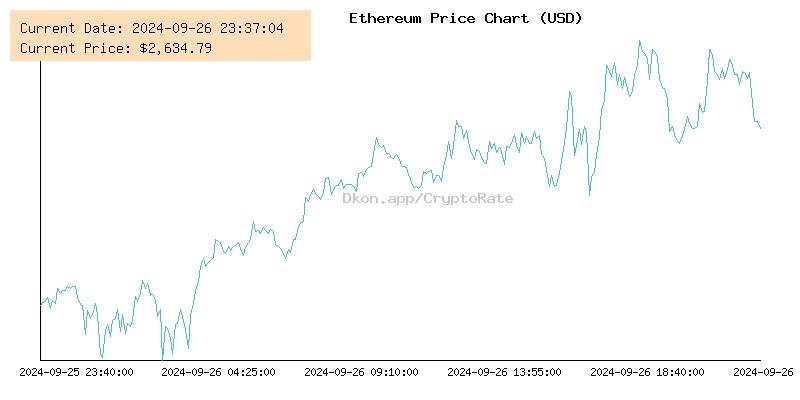 Ethereum Price Chart (USD)
Current Date: 2024-09-26 23:37:04
Current Price: $2,634.79
Dkon.app/CryptoRate
2024-09-25 23:40:00 2024-09-26 04:25:00 2024-09-26 09:10:00 2024-09-26 13:55:00 2024-09-26 18:40:00 2024-09-26